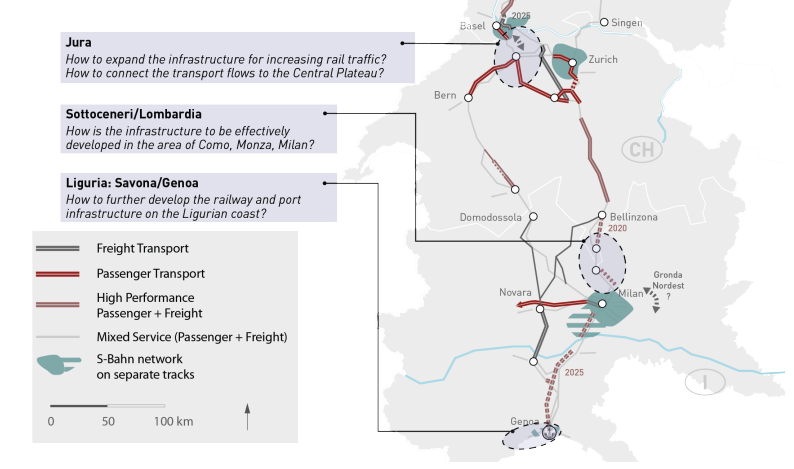 Jura
How to expand the infrastructure for increasing rail traffic?
How to connect the transport flows to the Central Plateau?
Sottoceneri/Lombardia
How is the infrastructure to be effectively
developed in the area of Como, Monza, Milan?
Liguria: Savona/Genoa
How to further develop the railway and port
infrastructure on the Ligurian coast?
Freight Transport
Passenger Transport
High Performance
Passenger + Freight
Mixed Service (Passenger + Freight)
S-Bahn network
on separate tracks
0 50 100 km
2025
Basel
Singen
Zurich
Bern
CH
Domodossola
Bellinzona
2020
Gronda
Nordest
?
Novara
Milan
2025
I
Genoa